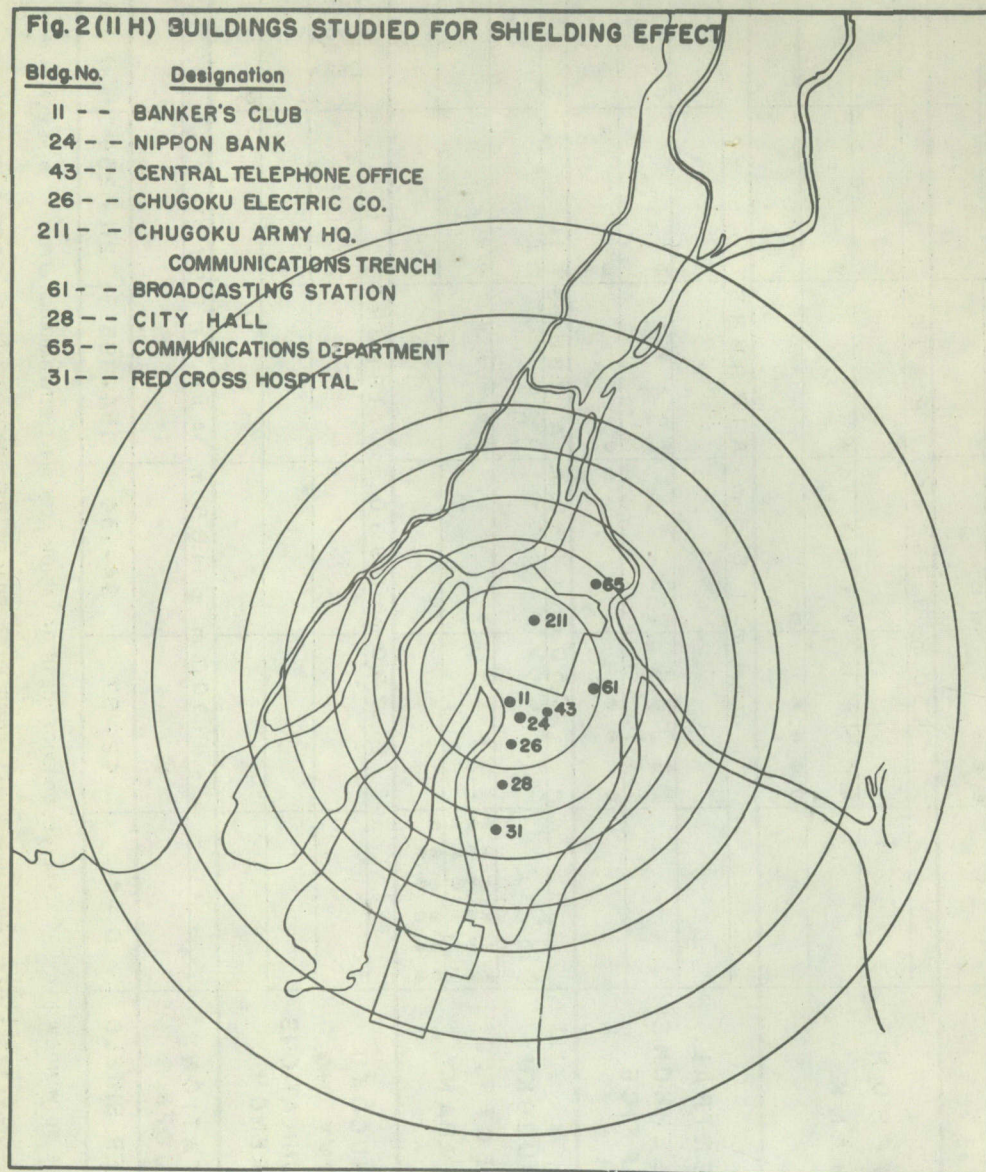 Fig. 2 (II H) BUILDINGS STUDIED FOR SHIELDING EFFECT
Bldg.No. Designation
11 - - BANKER'S CLUB
24 - - NIPPON BANK
43 - - CENTRAL TELEPHONE OFFICE
26 - - CHUGOKU ELECTRIC CO.
211 - - CHUGOKU ARMY HQ.
COMMUNICATIONS TRENCH
61 - - BROADCASTING STATION
28 - - CITY HALL
65 - - COMMUNICATIONS DEPARTMENT
31 - - RED CROSS HOSPITAL
65
211
61
11
43
24
26
28
31